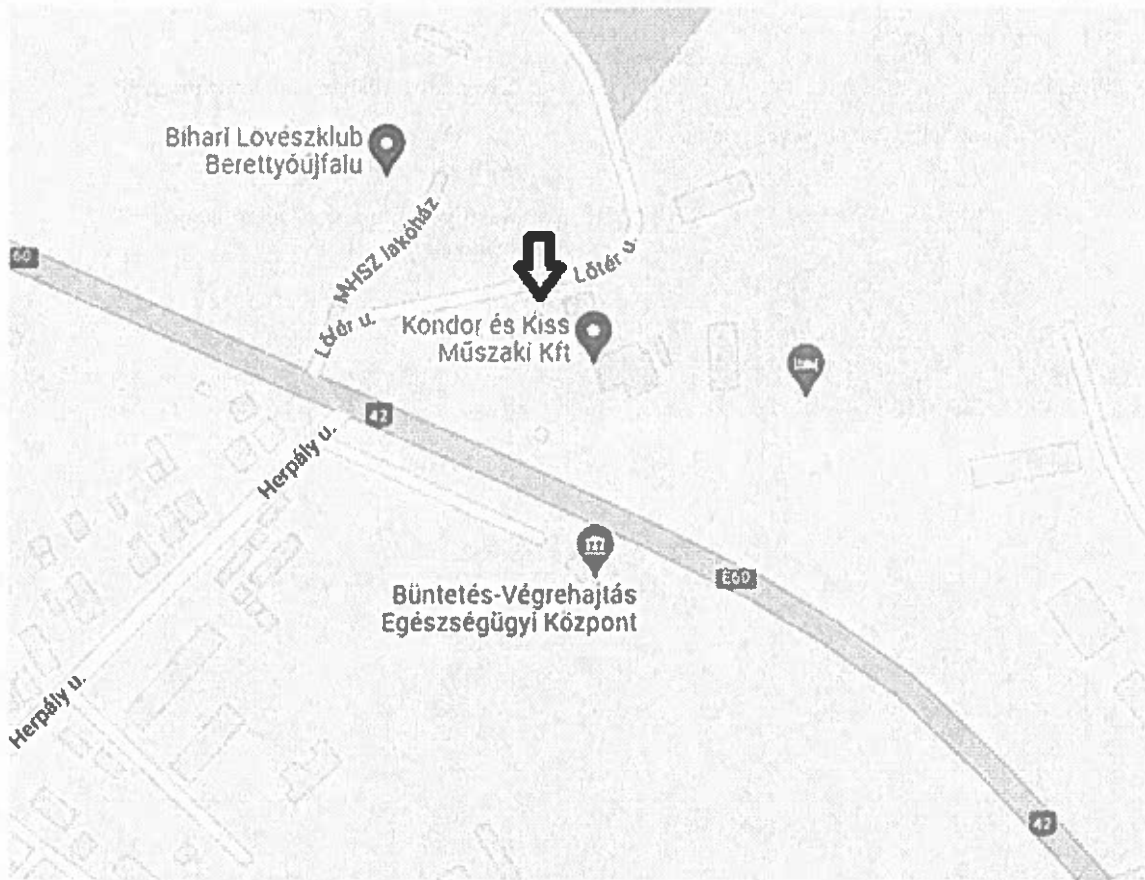 Bihari Lövészklub
Berettyóújfalu
60
MHSZ lakóház
Lőtér u.
Lőtér u.
Kondor és Kiss
Műszaki Kft
42
Herpály u.
E60
Büntetés-Végrehajtás
Egészségügyi Központ
Herpály u.
42